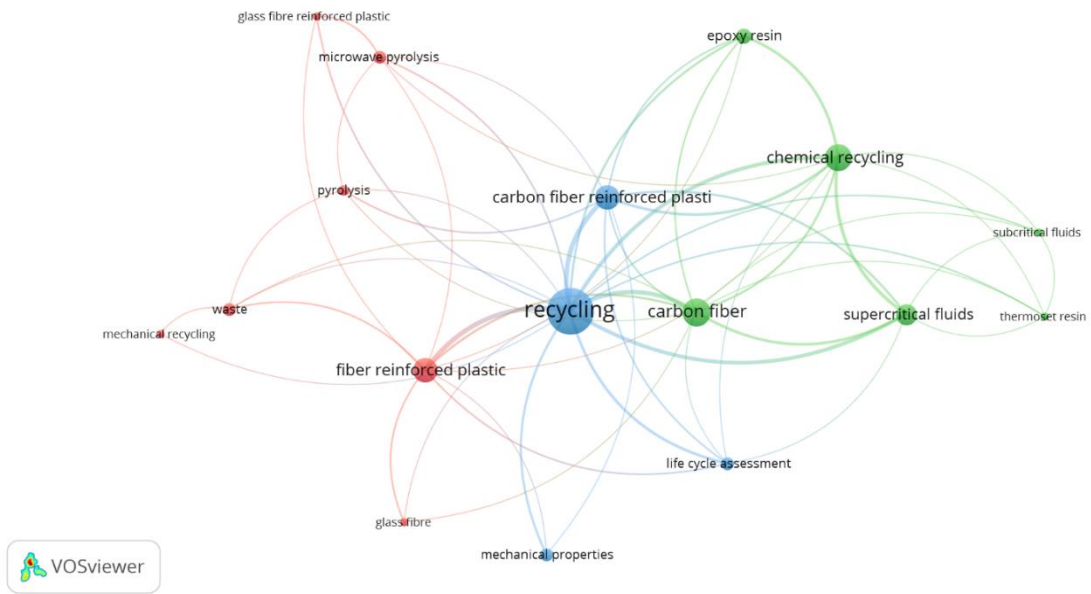 glass fibre reinforced plastic
epoxy resin
microwave pyrolysis
chemical recycling
pyrolysis
carbon fiber reinforced plasti
subcritical fluids
waste
recycling
carbon fiber
supercritical fluids
thermoset resin
mechanical recycling
fiber reinforced plastic
life cycle assessment
glass fibre
mechanical properties
VOSviewer